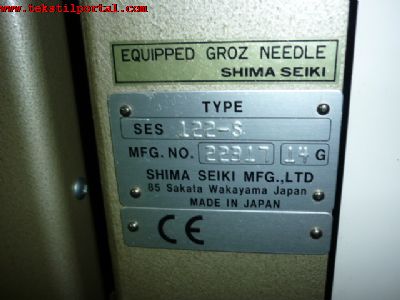 www.tekstilportal.com
EQUIPPED GROZ NEEDLE
SHIMA SEIKI
TYPE
SES 122-S
MFG. NO. 22317 14 G
SHIMA SEIKI MFG.,LTD
85 Sakata Wakayama Japan
MADE IN JAPAN
CE